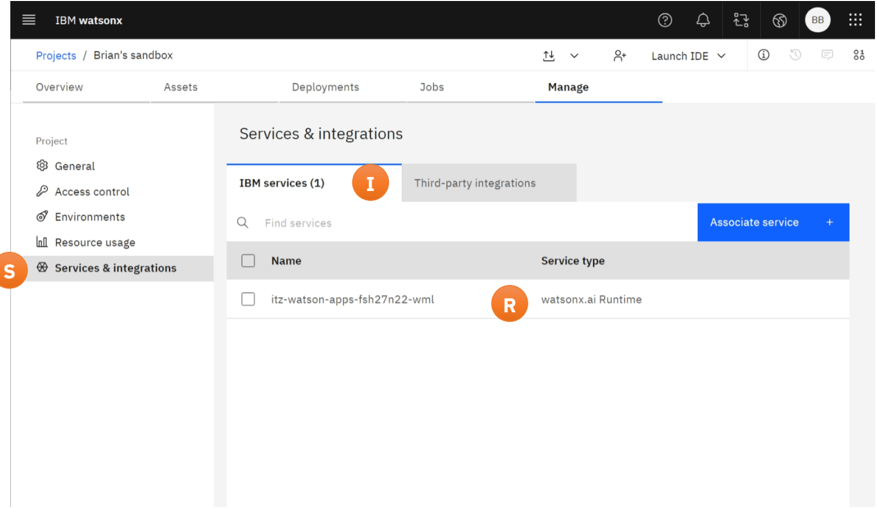 IBM watsonx
BB
Projects / Brian's sandbox
Launch IDE
Overview
Assets
Deployments
Jobs
Manage
Project
General
Access control
Environments
Resource usage
S
Services & integrations
Services & integrations
IBM services (1)
I
Third-party integrations
Find services
Associate service +
Name
Service type
itz-watson-apps-fsh27n22-wml
R
watsonx.ai Runtime